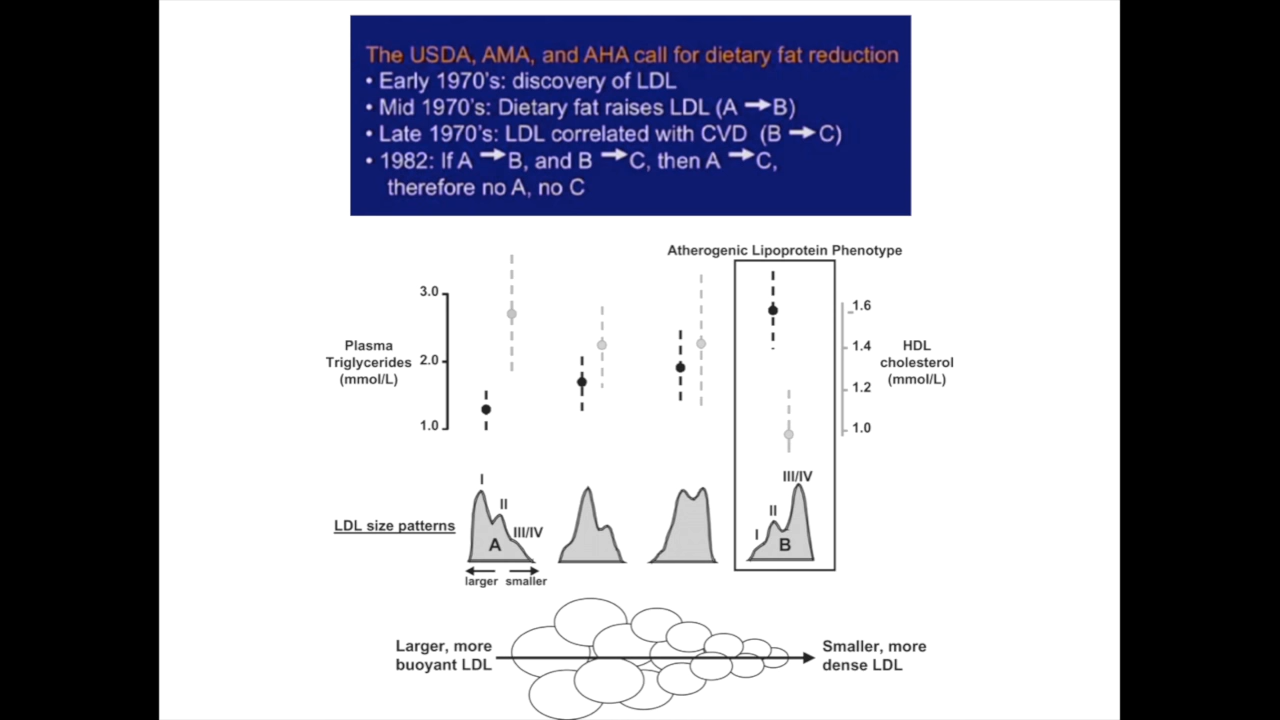 The USDA, AMA, and AHA call for dietary fat reduction
• Early 1970's: discovery of LDL
• Mid 1970's: Dietary fat raises LDL (A →B)
• Late 1970's: LDL correlated with CVD (B →C)
• 1982: If A →B, and B →C, then A →C,
therefore no A, no C
Atherogenic Lipoprotein Phenotype
3.0
2.0
1.0
Plasma
Triglycerides
(mmol/L)
1.6
1.4
1.2
1.0
HDL
cholesterol
(mmol/L)
LDL size patterns
I
II
III/IV
A
larger smaller
I
II
III/IV
B
Larger, more
buoyant LDL
Smaller, more
dense LDL